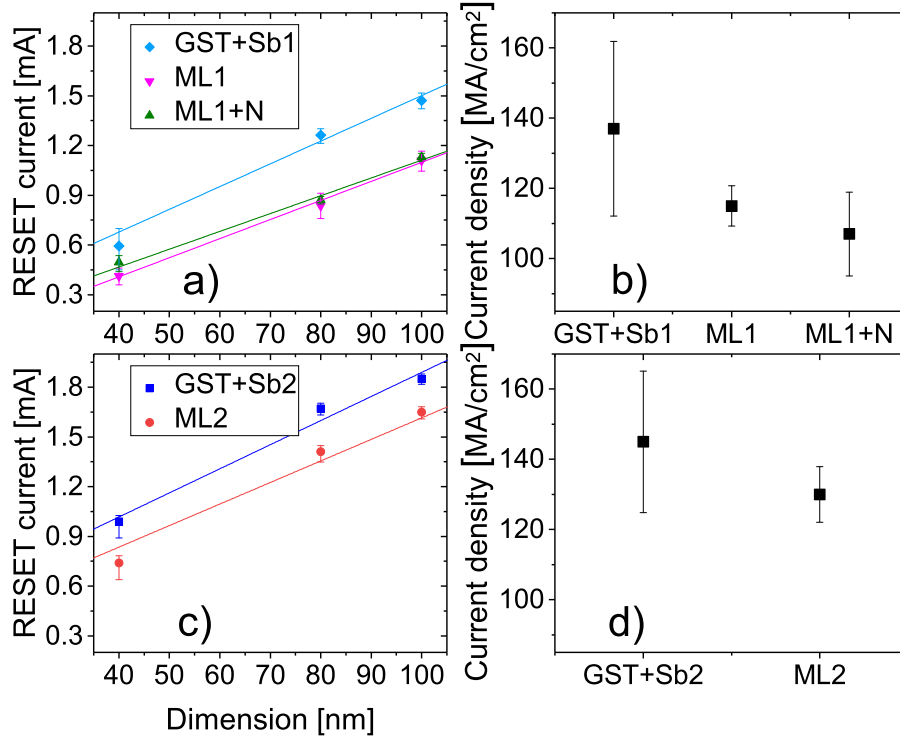 RESET current [mA]
1.8
1.5
1.2
0.9
0.6
0.3
GST+Sb1
ML1
ML1+N
a)
40 50 60 70 80 90 100
Current density [MA/cm²]
160
140
120
100
b)
GST+Sb1 ML1 ML1+N
RESET current [mA]
1.8
1.5
1.2
0.9
0.6
0.3
GST+Sb2
ML2
c)
40 50 60 70 80 90 100
Dimension [nm]
Current density [MA/cm²]
160
140
120
100
d)
GST+Sb2 ML2